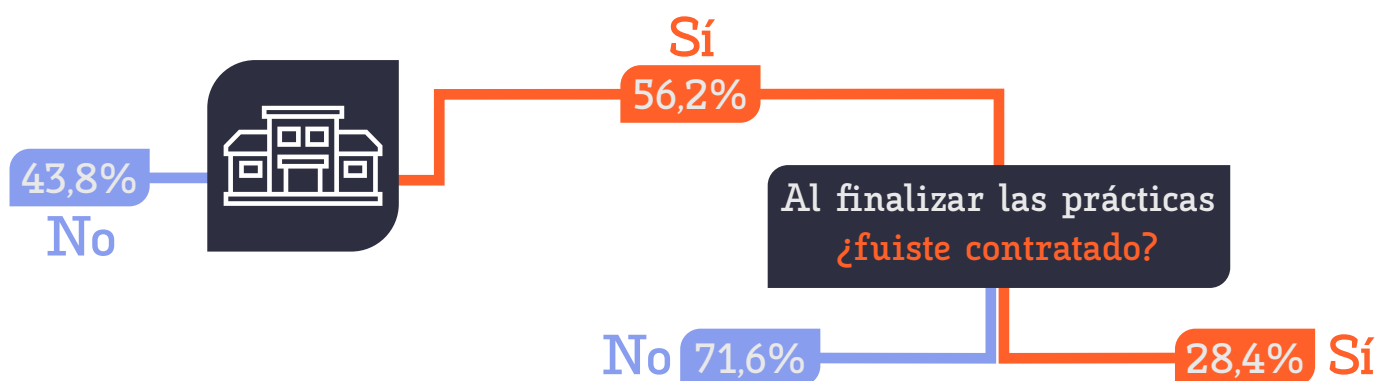 Sí
56,2%
43,8%
No
Al finalizar las prácticas
¿fuiste contratado?
No 71,6%
28,4% Sí